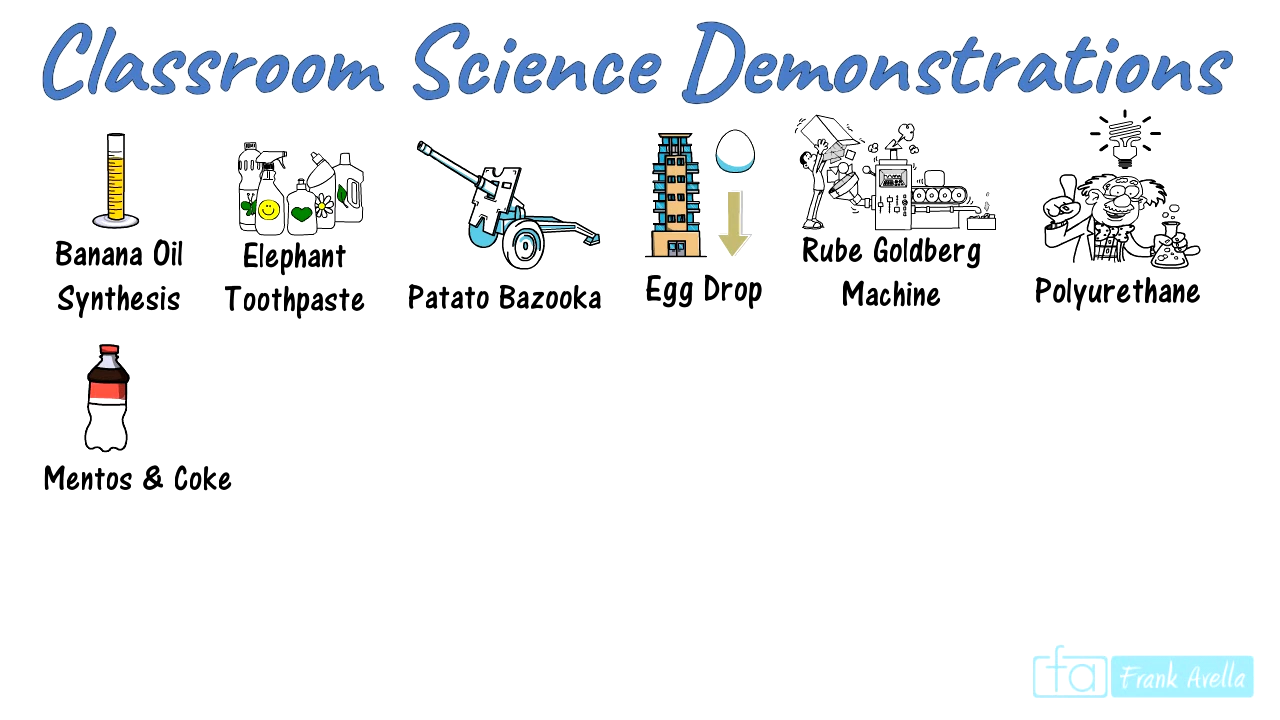 Classroom Science Demonstrations
Banana Oil
Synthesis
Elephant
Toothpaste
Patato Bazooka
Egg Drop
Rube Goldberg
Machine
Polyurethane
Mentos & Coke
fa Frank Avella